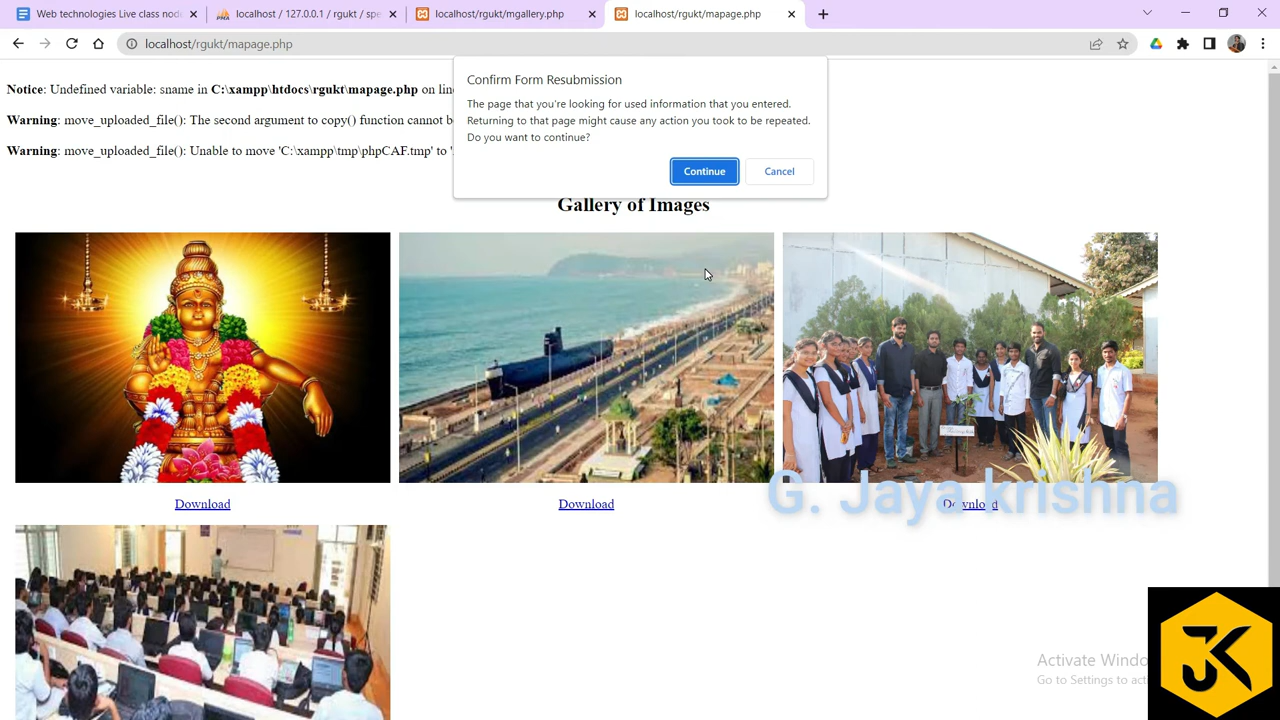 Web technologies Live class nod
localhost / 127.0.0.1 / rgukt / spe
localhost/rgukt/mgallery.php
localhost/rgukt/mapage.php
localhost/rgukt/mapage.php
Notice: Undefined variable: sname in C:\xampp\htdocs\rgukt\mapage.php on lin
Warning: move_uploaded_file(): The second argument to copy() function cannot b
Warning: move_uploaded_file(): Unable to move 'C:\xampp\tmp\phpCAF.tmp' to '
Confirm Form Resubmission
The page that you're looking for used information that you entered.
Returning to that page might cause any action you took to be repeated.
Do you want to continue?
Continue
Cancel
Gallery of Images
Download
Download
Download
G. Jaya krishna
Activate Windo
Go to Settings to act
JK